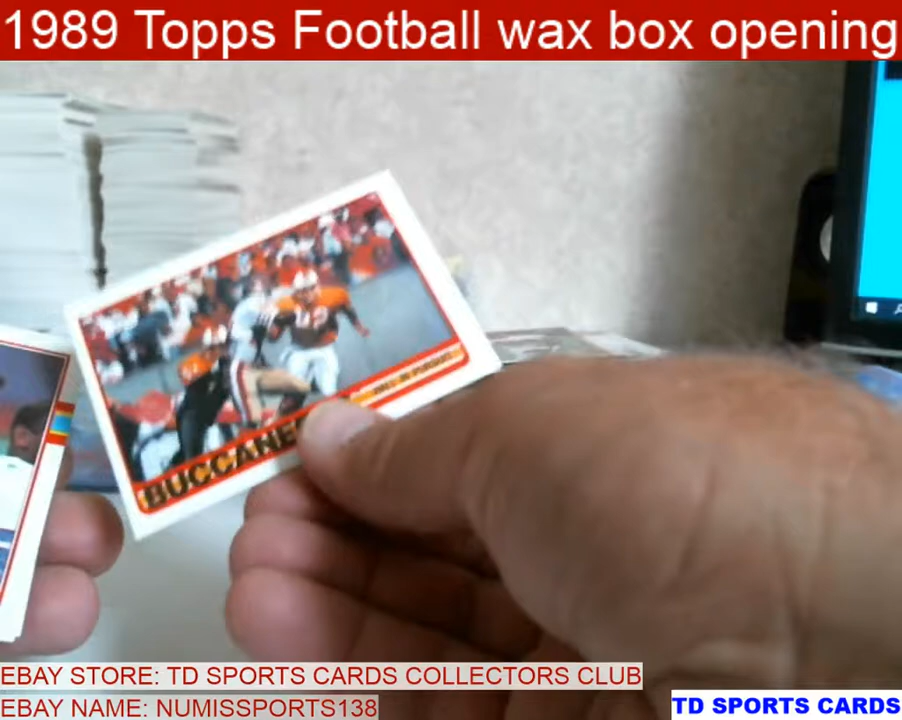 1989 Topps Football wax box opening
BUCCANE
EBAY STORE: TD SPORTS CARDS COLLECTORS CLUB
EBAY NAME: NUMISSPORTS138
TD SPORTS CARDS